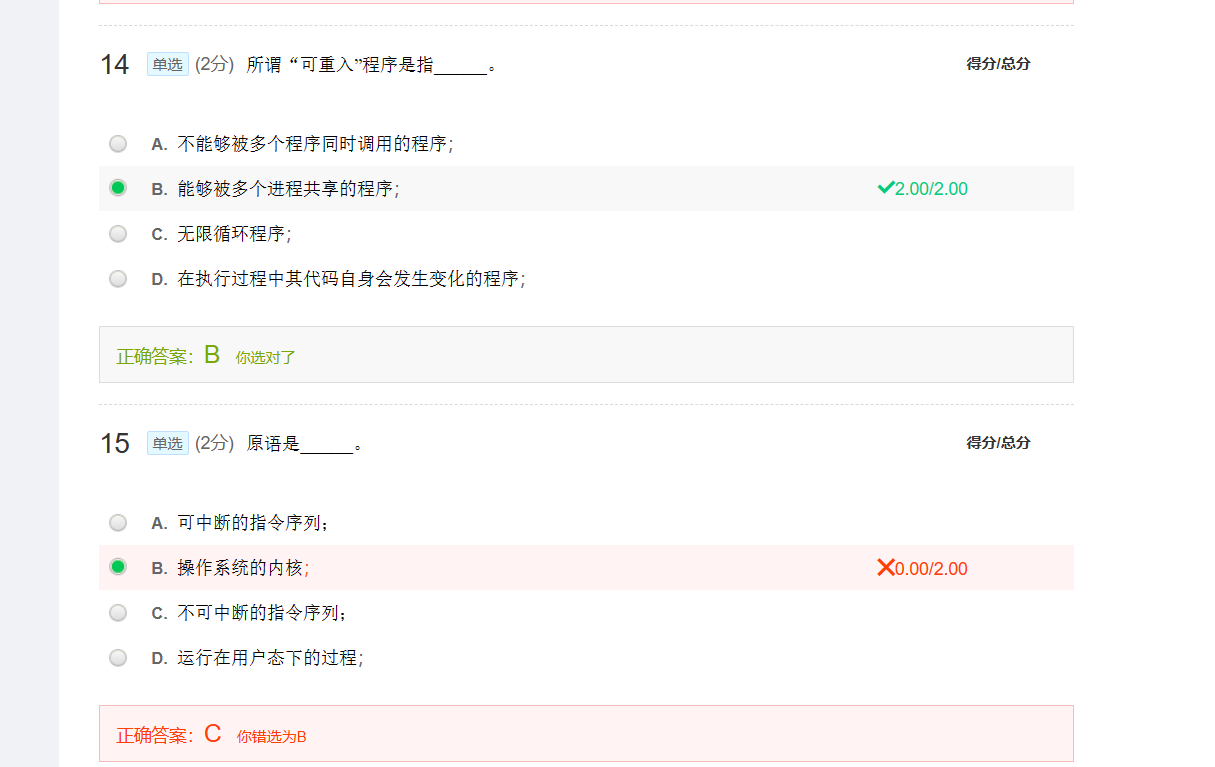 14 单选 (2分) 所谓“可重入”程序是指______。 得分/总分
A. 不能够被多个程序同时调用的程序;
B. 能够被多个进程共享的程序; 2.00/2.00
C. 无限循环程序;
D. 在执行过程中其代码自身会发生变化的程序;
正确答案：B 你选对了
15 单选 (2分) 原语是______。 得分/总分
A. 可中断的指令序列；
B. 操作系统的内核; 0.00/2.00
C. 不可中断的指令序列；
D. 运行在用户态下的过程;
正确答案：C 你错选为B